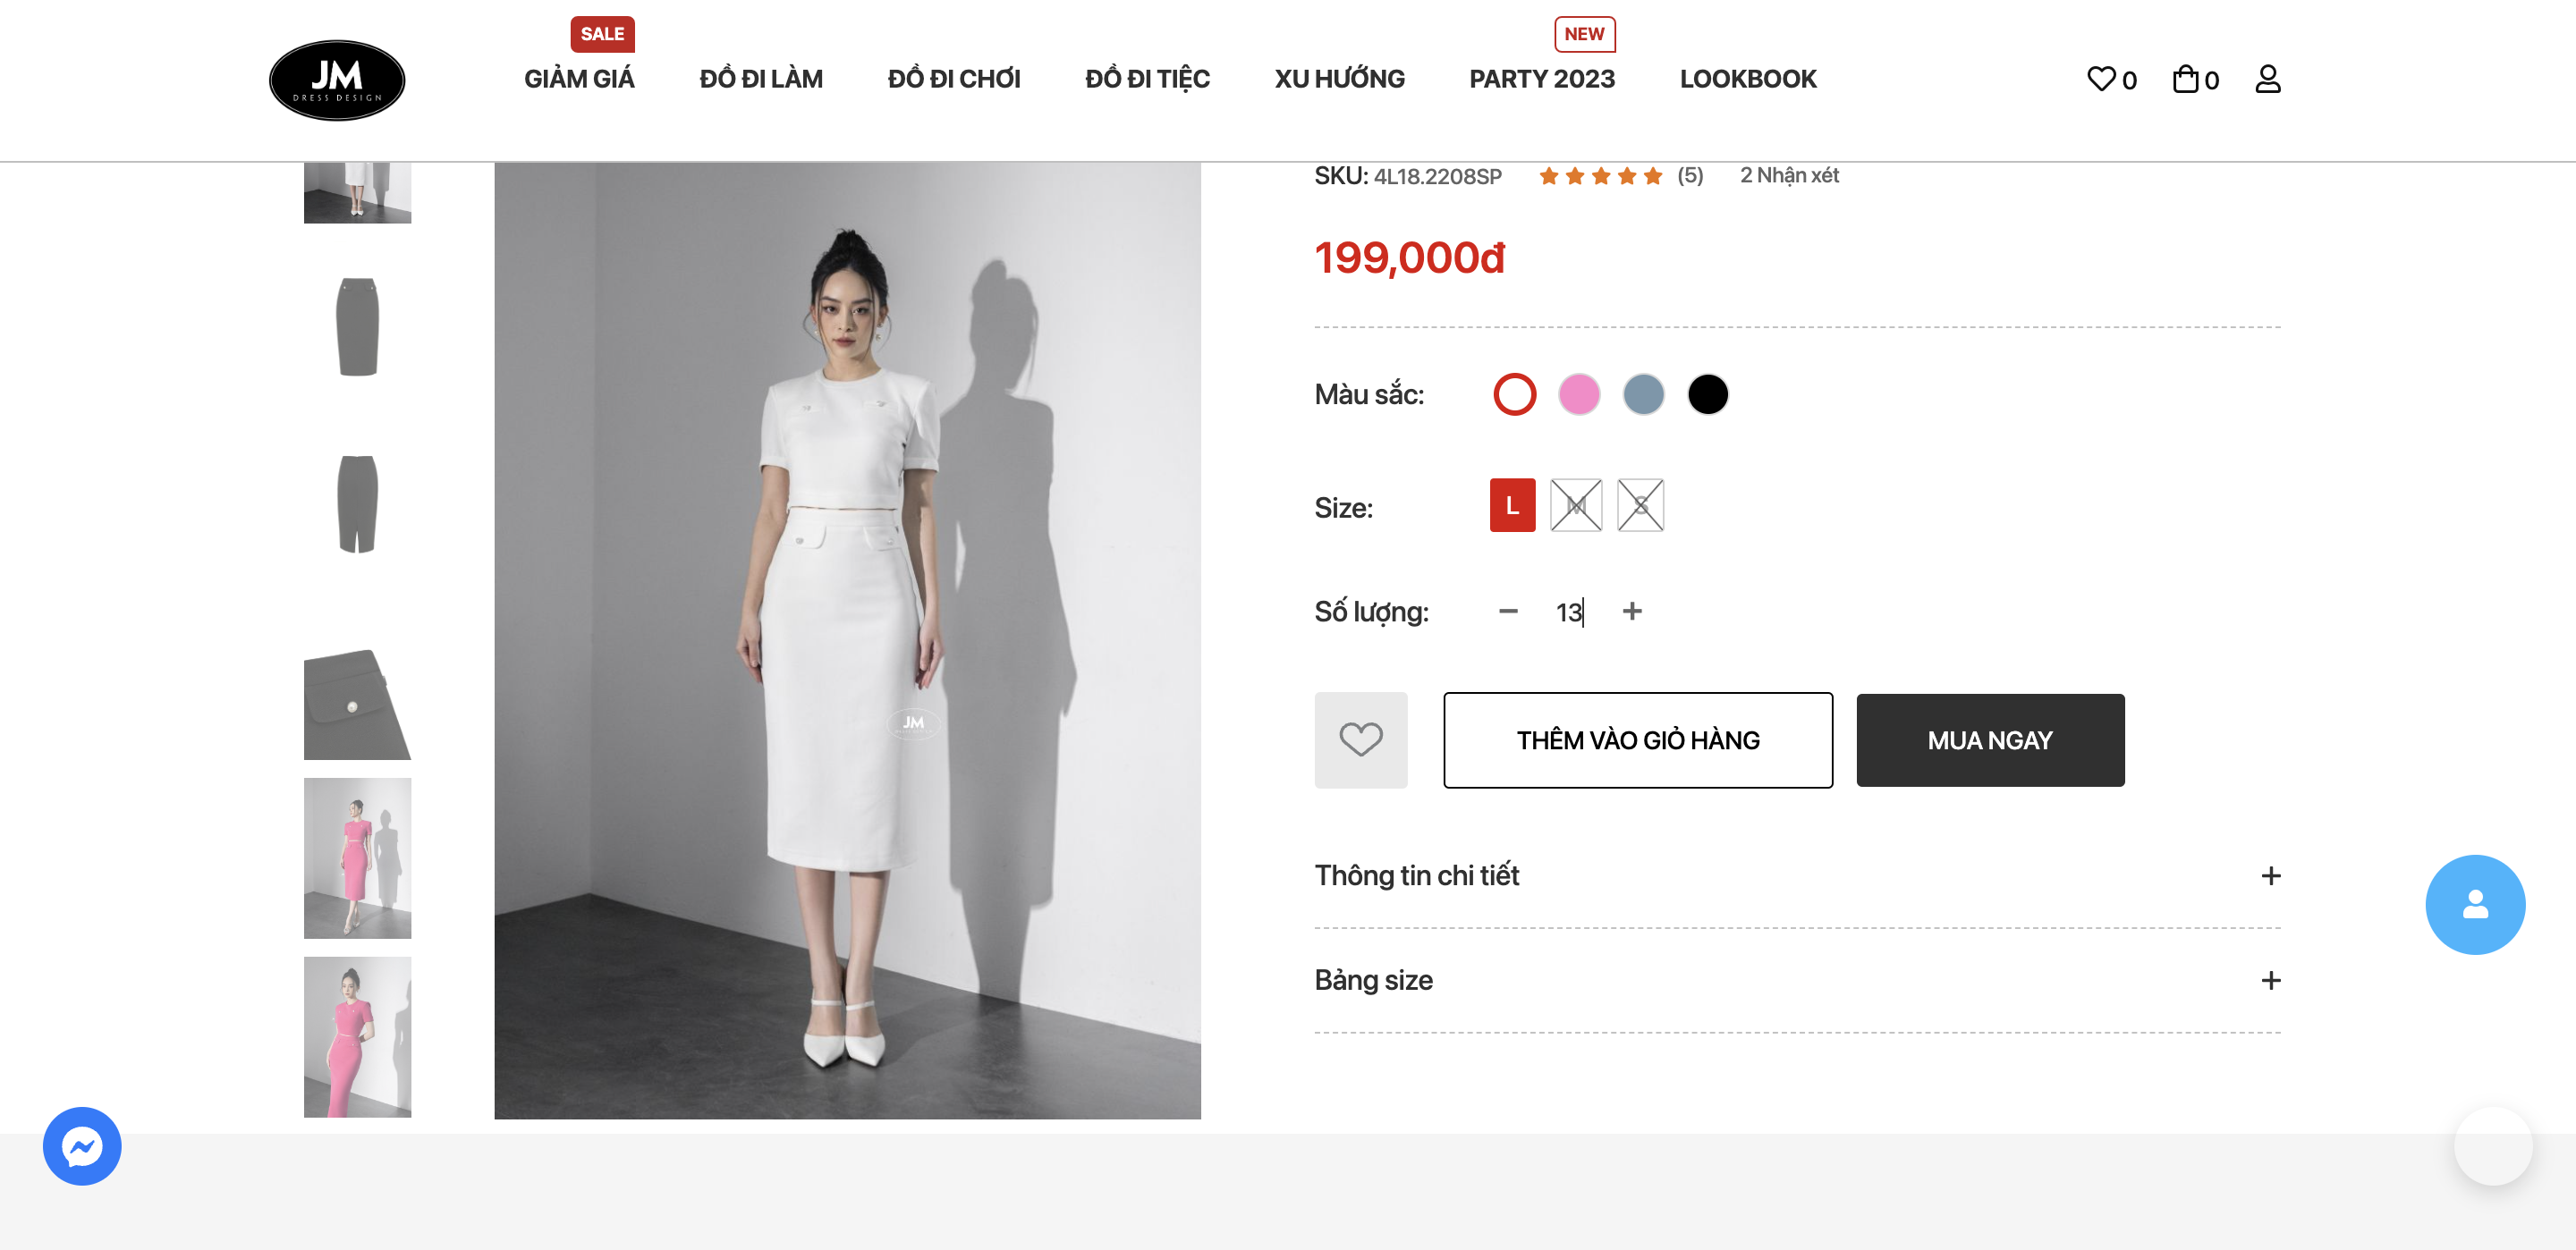 SALE
NEW
JM
DRESS DESIGN
GIẢM GIÁ
ĐỒ ĐI LÀM
ĐỒ ĐI CHƠI
ĐỒ ĐI TIỆC
XU HƯỚNG
PARTY 2023
LOOKBOOK
0
0
SKU: 4L18.2208SP (5) 2 Nhận xét
199,000đ
Màu sắc:
Size: L M S
Số lượng: − 13 +
THÊM VÀO GIỎ HÀNG
MUA NGAY
Thông tin chi tiết +
Bảng size +
JM